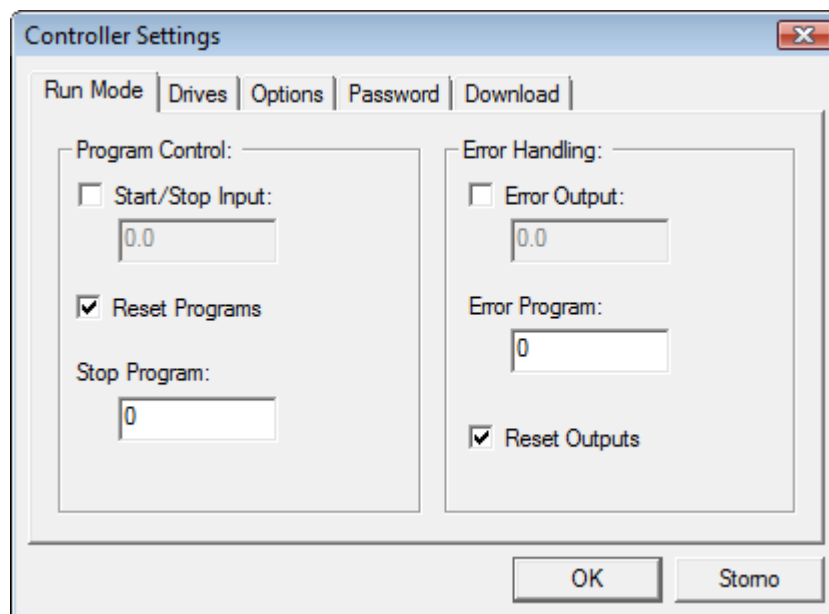 Controller Settings
Run Mode
Drives
Options
Password
Download
Program Control:
Start/Stop Input:
0.0
Reset Programs
Stop Program:
0
Error Handling:
Error Output:
0.0
Error Program:
0
Reset Outputs
OK
Storno